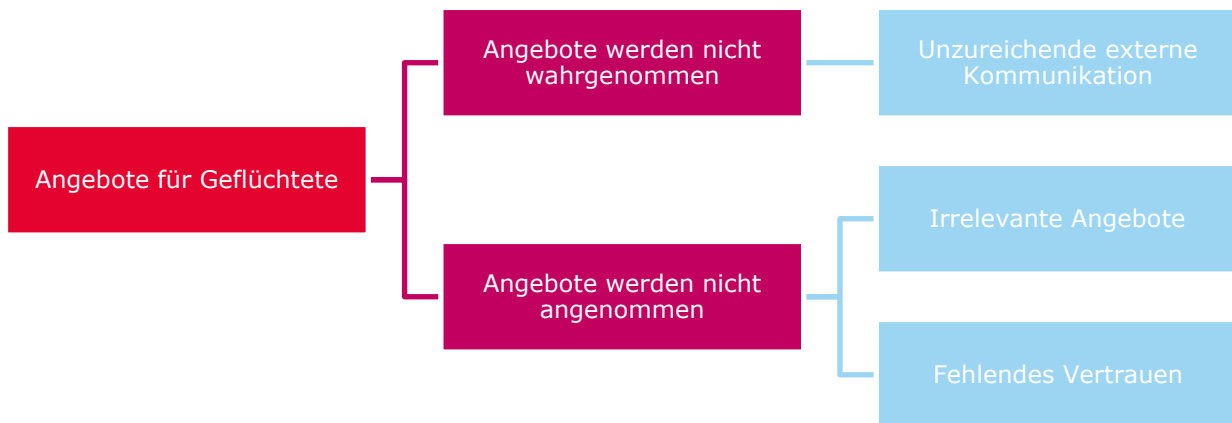 Angebote für Geflüchtete
Angebote werden nicht
wahrgenommen
Unzureichende externe
Kommunikation
Angebote werden nicht
angenommen
Irrelevante Angebote
Fehlendes Vertrauen